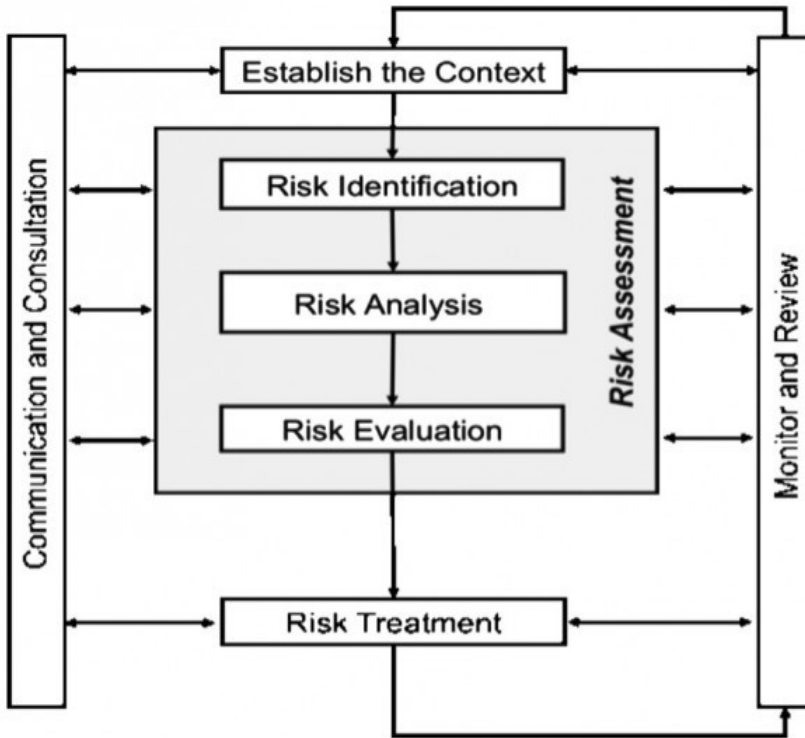 Establish the Context
Communication and Consultation
Risk Identification
Risk Analysis
Risk Evaluation
Risk Assessment
Monitor and Review
Risk Treatment